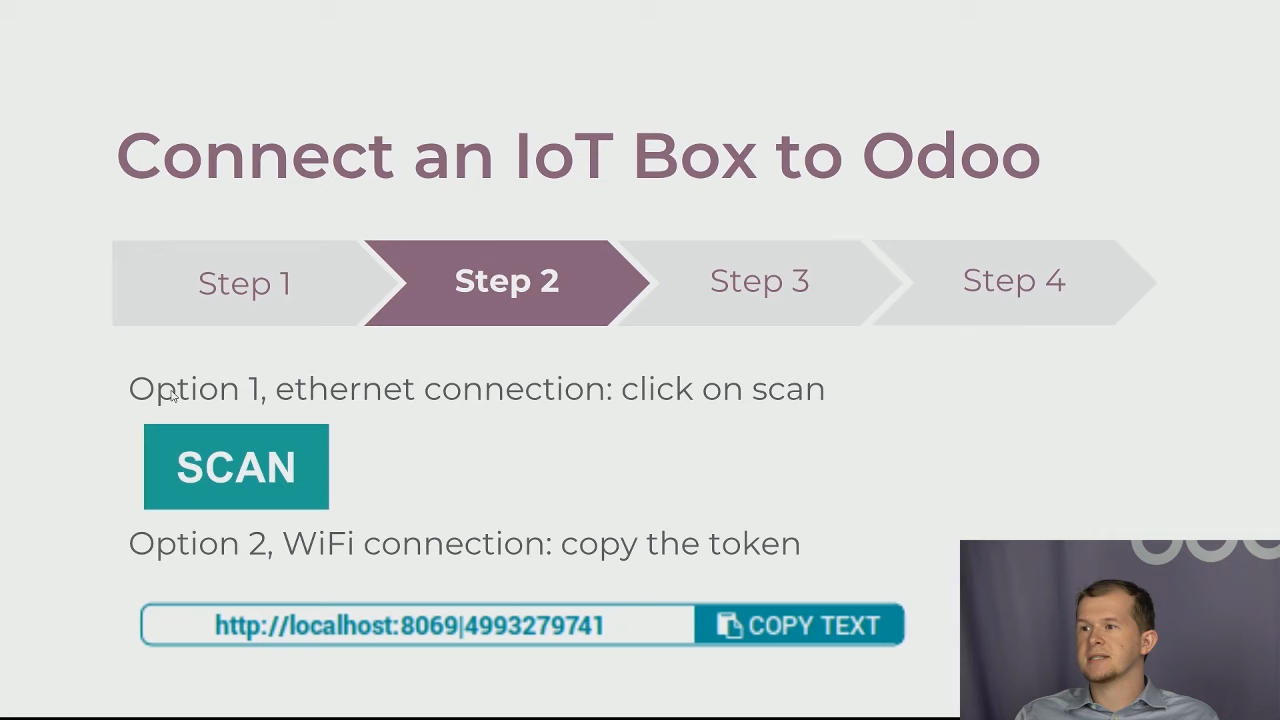 Connect an IoT Box to Odoo
Step 1
Step 2
Step 3
Step 4
Option 1, ethernet connection: click on scan
SCAN
Option 2, WiFi connection: copy the token
http://localhost:8069|4993279741
COPY TEXT